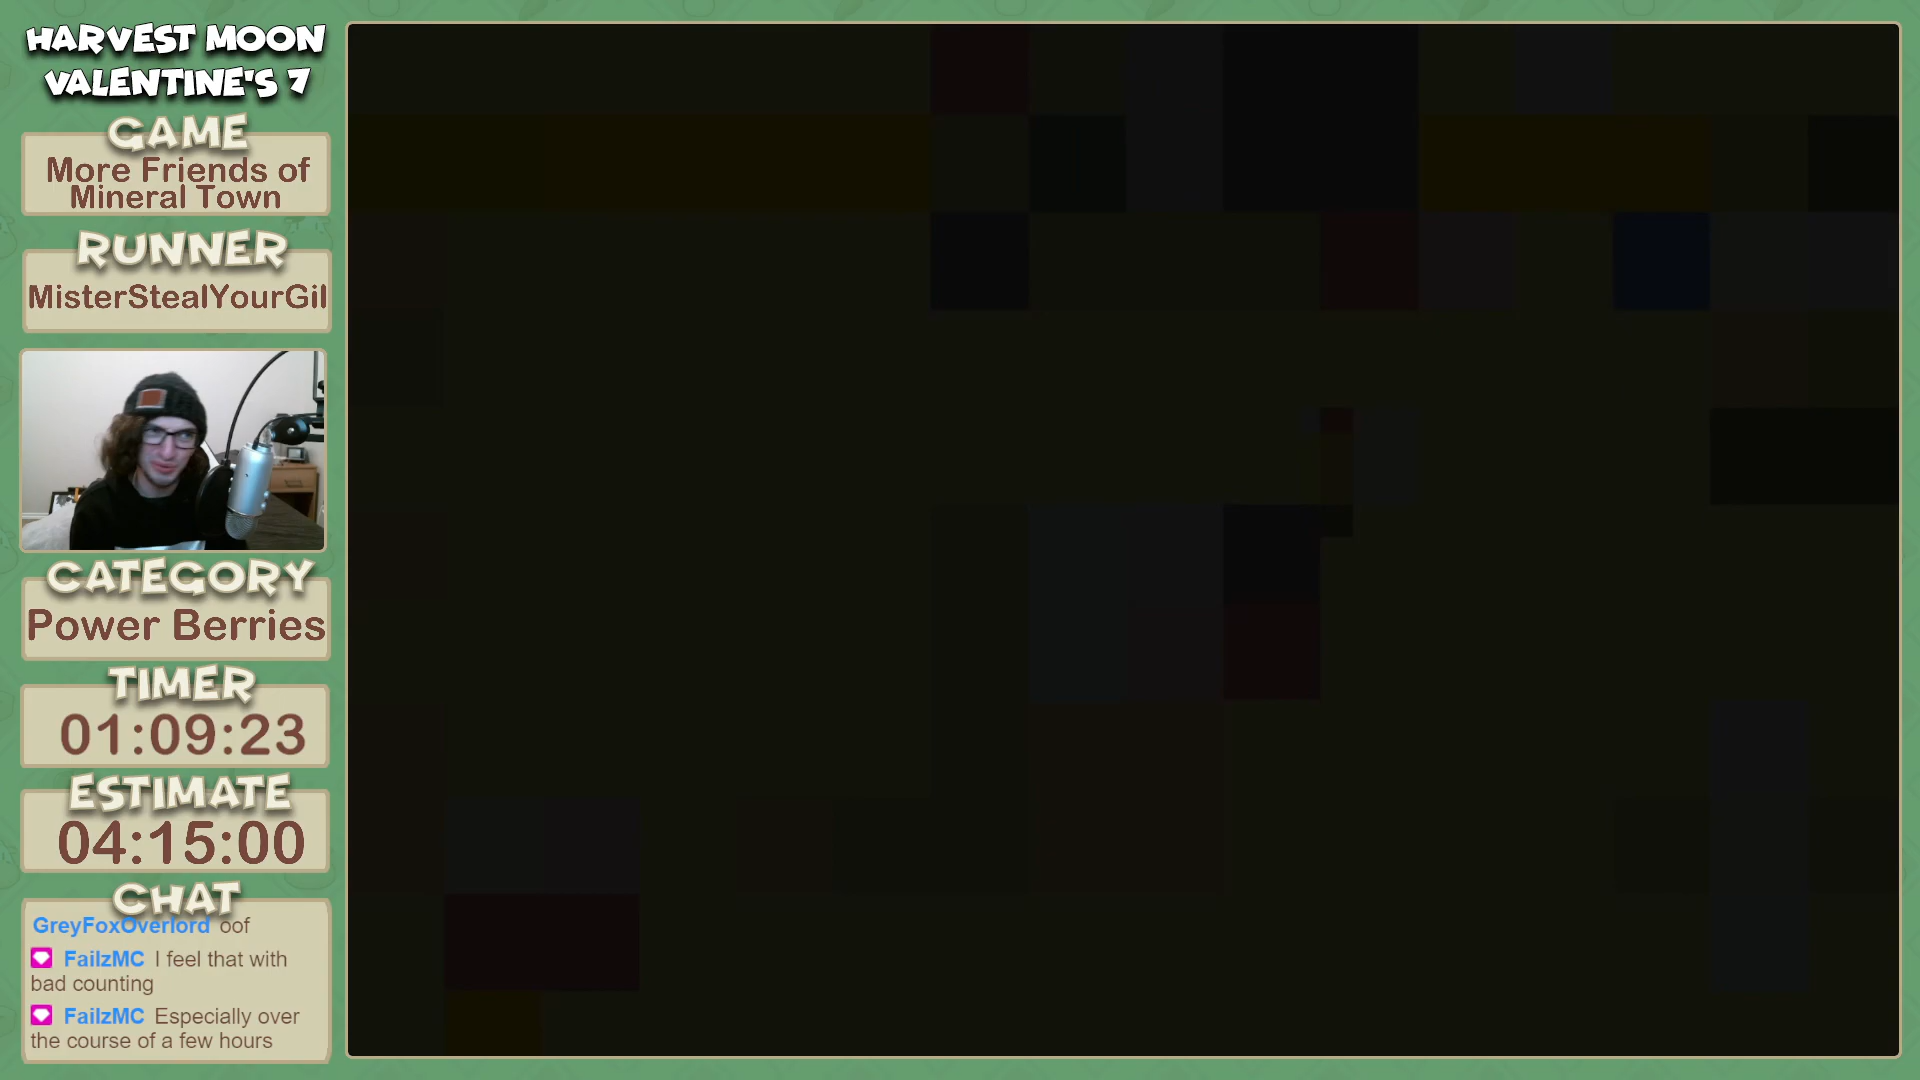 HARVEST MOON
VALENTINE'S 7
GAME
More Friends of
Mineral Town
RUNNER
MisterStealYourGil
CATEGORY
Power Berries
TIMER
01:09:23
ESTIMATE
04:15:00
CHAT
GreyFoxOverlord oof
FailzMC I feel that with
bad counting
FailzMC Especially over
the course of a few hours